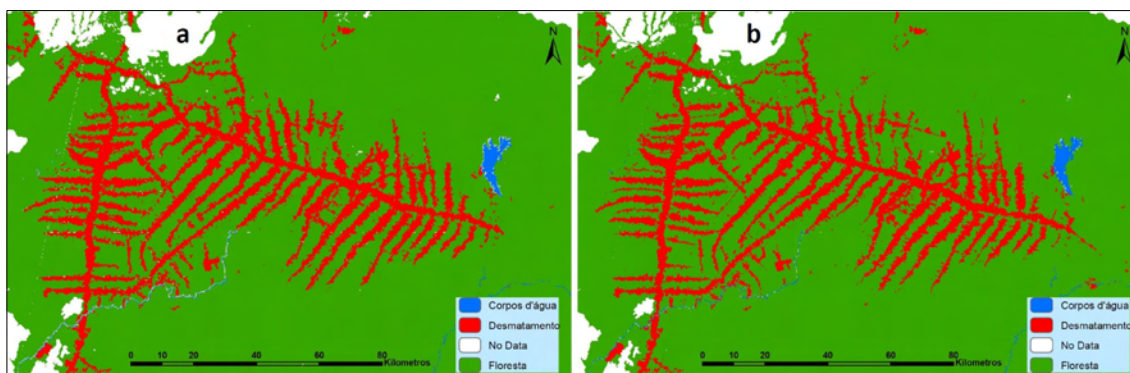 a
N
Corpos d'água
Desmatamento
No Data
Floresta
0 10 20 40 60 80
Kilometros
b
N
Corpos d'água
Desmatamento
No Data
Floresta
0 10 20 40 60 80
Kilometros